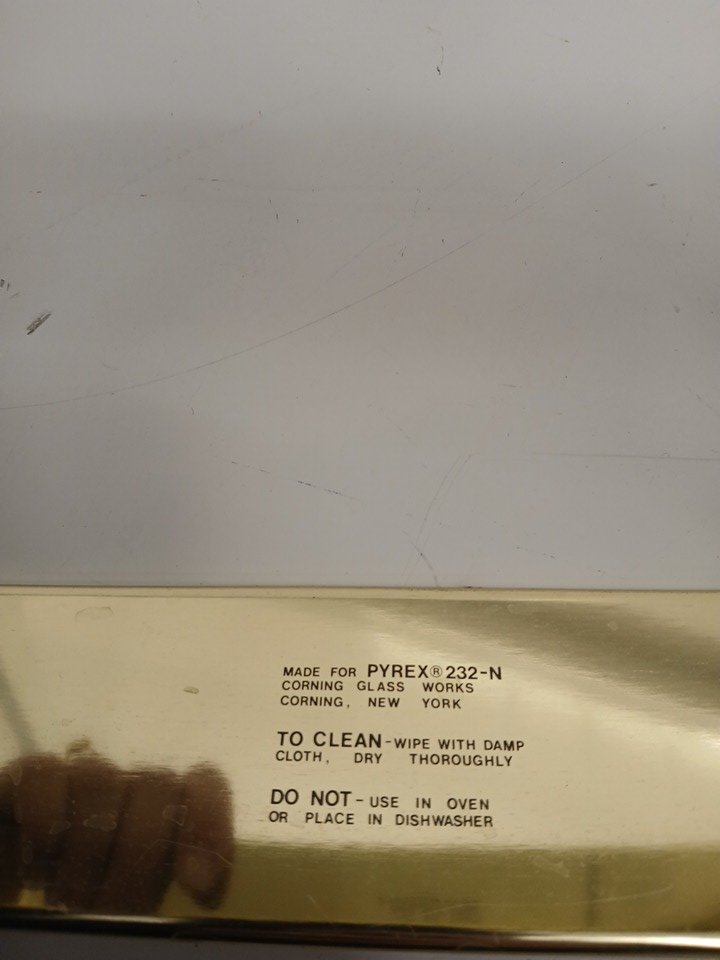 MADE FOR PYREX® 232-N
CORNING GLASS WORKS
CORNING, NEW YORK
TO CLEAN - WIPE WITH DAMP
CLOTH, DRY THOROUGHLY
DO NOT - USE IN OVEN
OR PLACE IN DISHWASHER